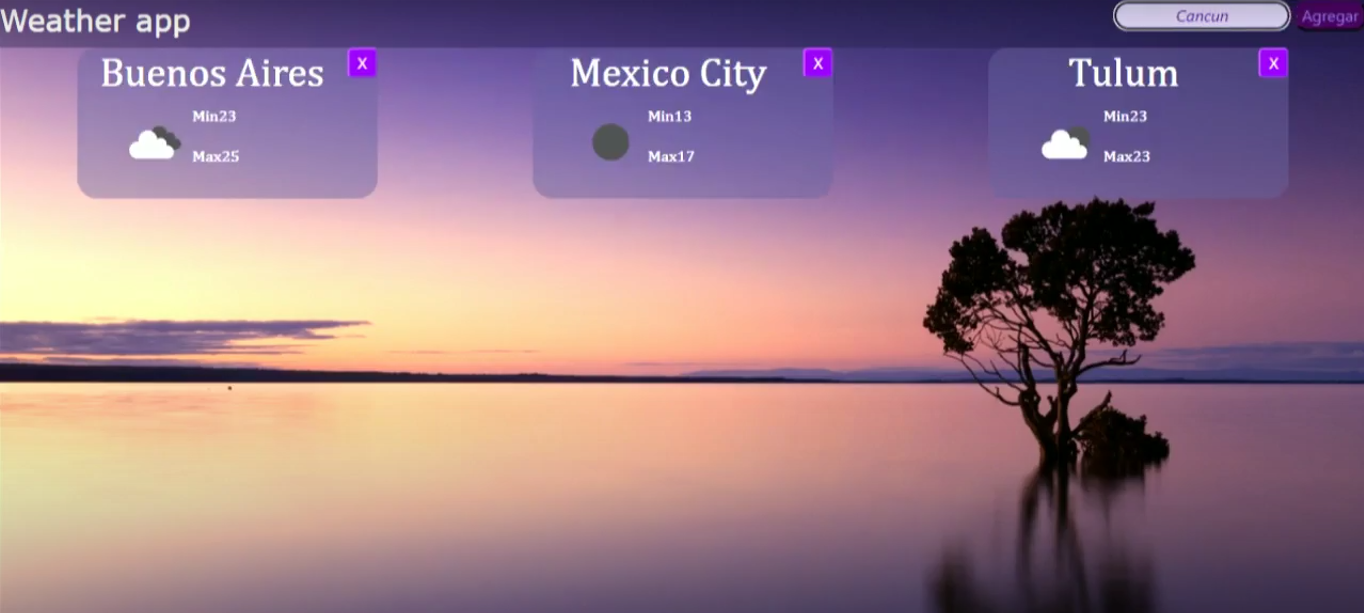 Weather app
Cancun
Agregar
Buenos Aires
X
Min23
Max25
Mexico City
X
Min13
Max17
Tulum
X
Min23
Max23